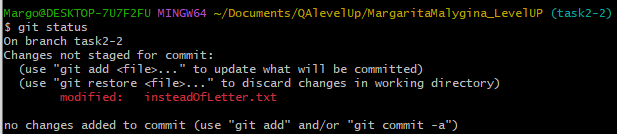 Margo@DESKTOP-7U7F2FU MINGW64 ~/Documents/QAlevelUp/MargaritaMalygina_LevelUP (task2-2)
$ git status
On branch task2-2
Changes not staged for commit:
  (use "git add <file>..." to update what will be committed)
  (use "git restore <file>..." to discard changes in working directory)
        modified:   insteadOfLetter.txt

no changes added to commit (use "git add" and/or "git commit -a")